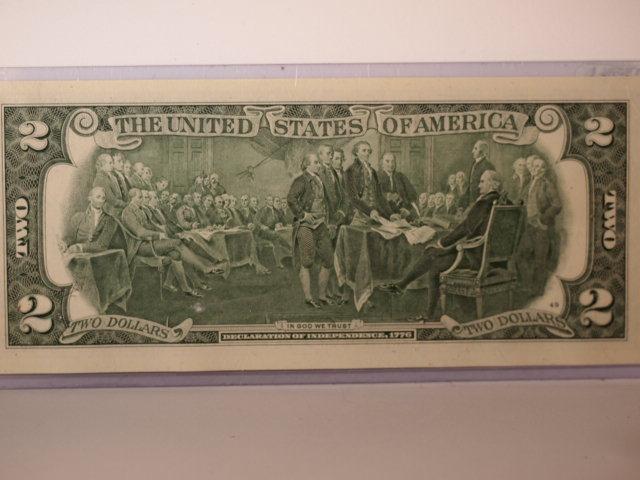 THE UNITED STATES OF AMERICA
2
2
TWO
TWO
2
2
49
TWO DOLLARS
IN GOD WE TRUST
TWO DOLLARS
DECLARATION OF INDEPENDENCE, 1776